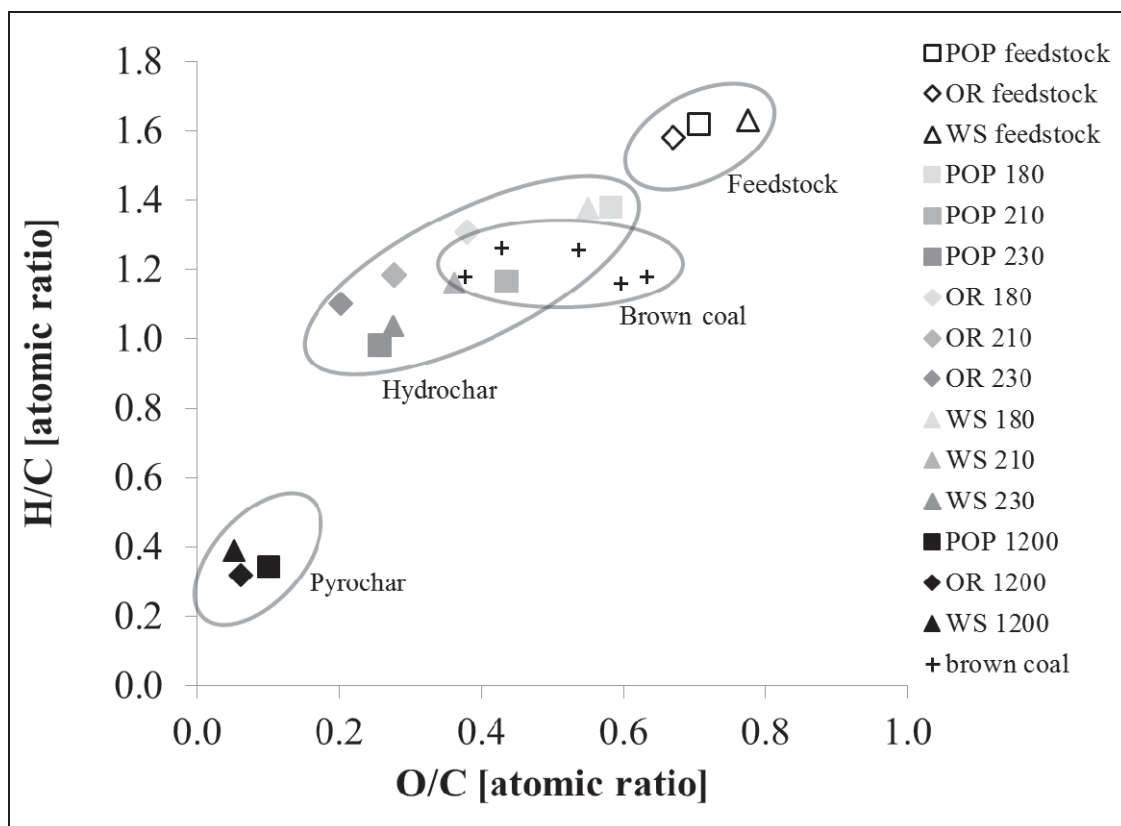 H/C [atomic ratio]
1.8
1.6
1.4
1.2
1.0
0.8
0.6
0.4
0.2
0.0
0.0 0.2 0.4 0.6 0.8 1.0
O/C [atomic ratio]
Feedstock
Brown coal
Hydrochar
Pyrochar
POP feedstock
OR feedstock
WS feedstock
POP 180
POP 210
POP 230
OR 180
OR 210
OR 230
WS 180
WS 210
WS 230
POP 1200
OR 1200
WS 1200
brown coal